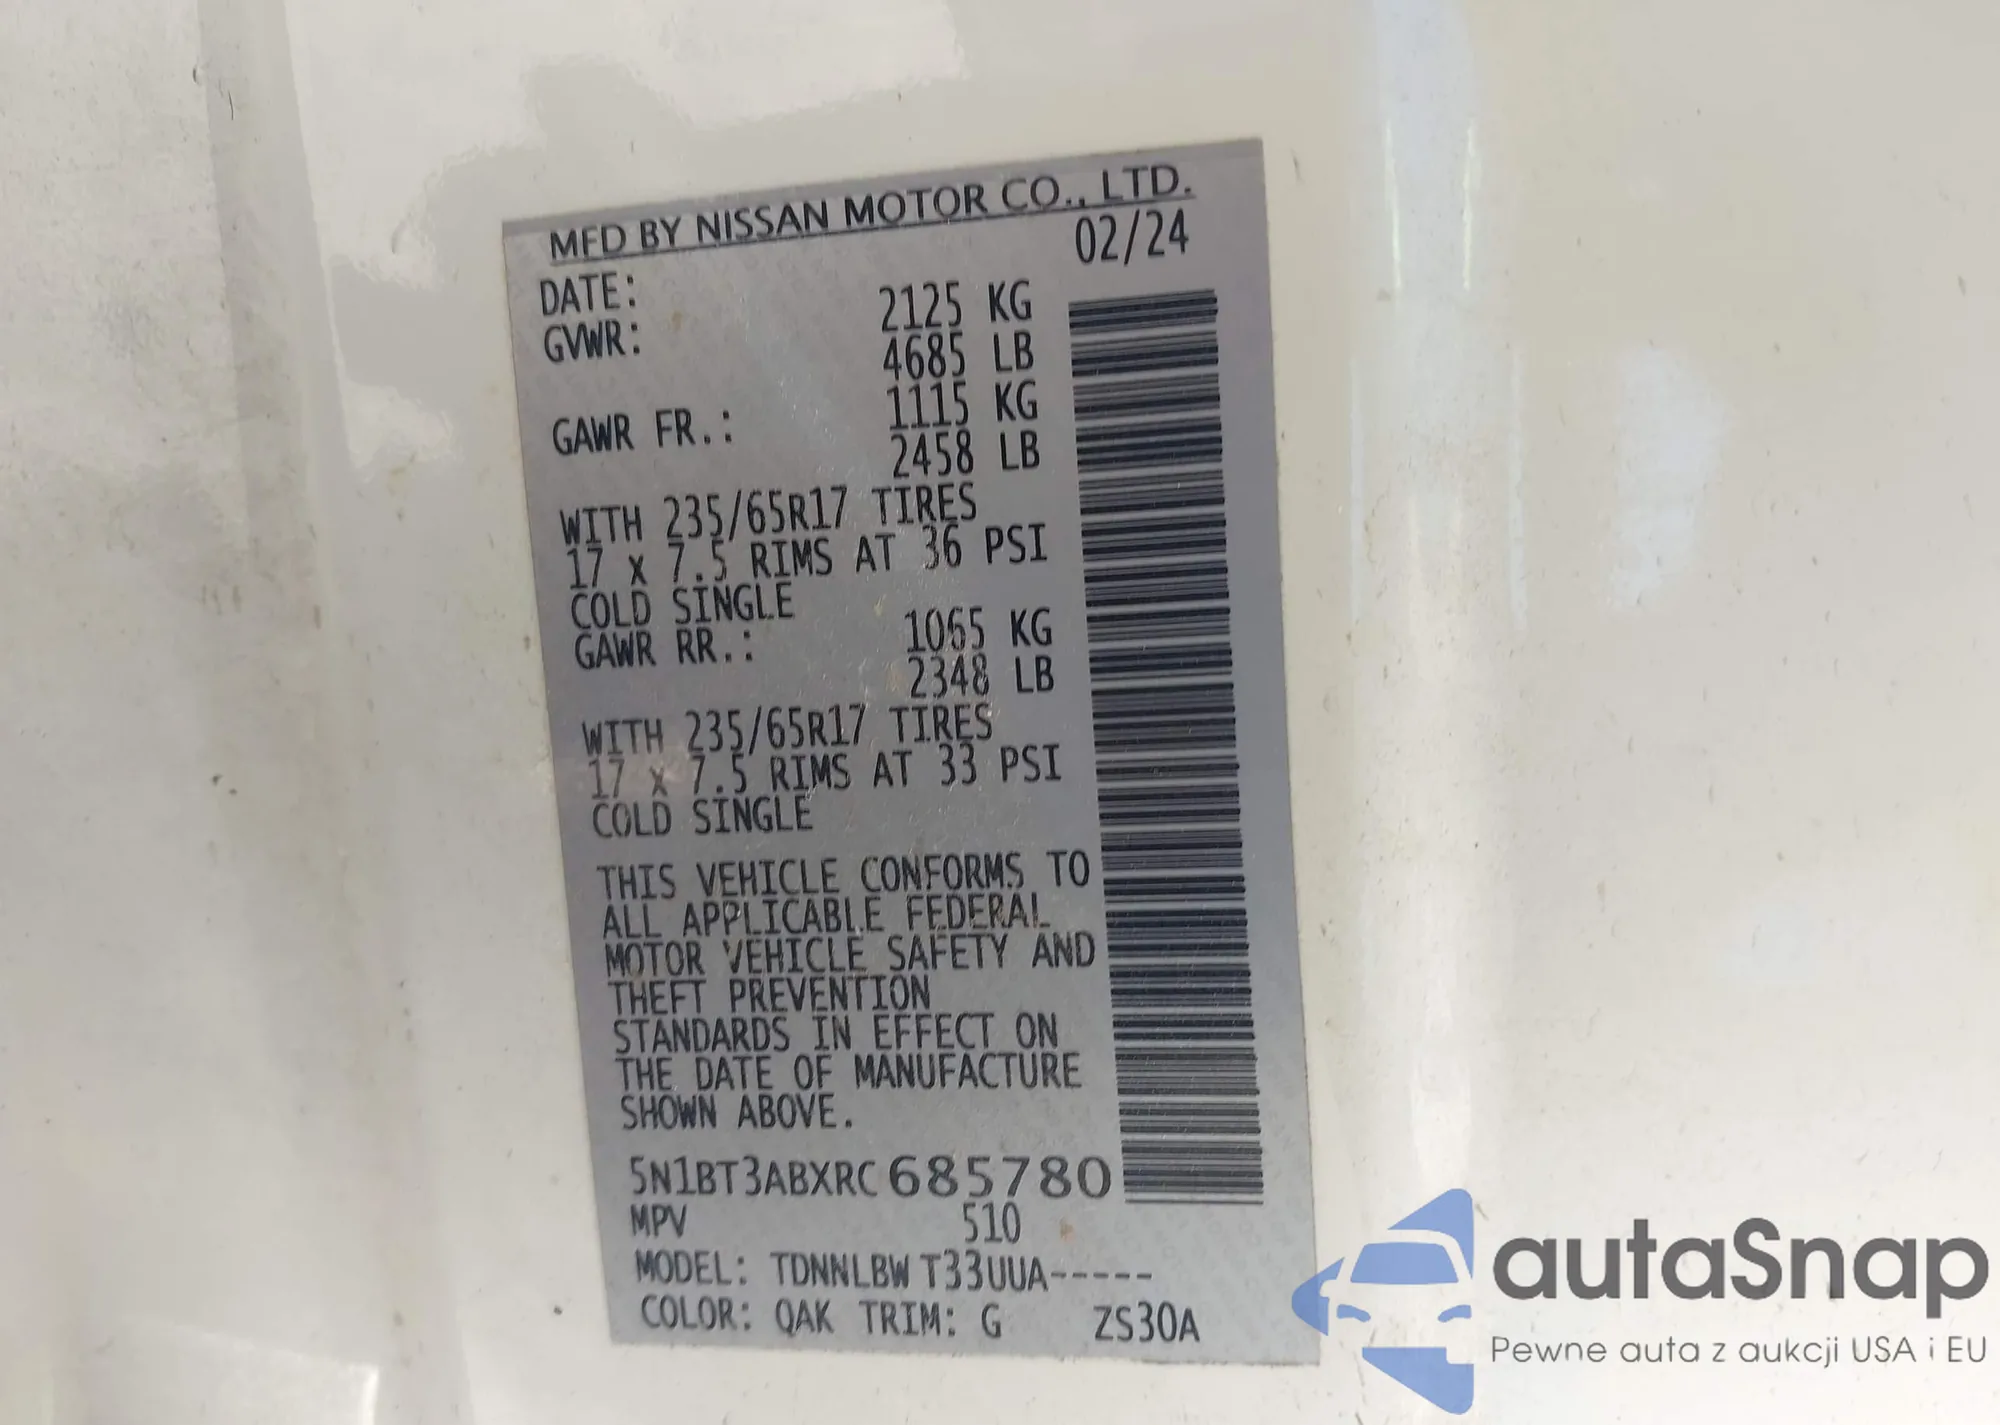 MFD BY NISSAN MOTOR CO., LTD.
DATE: 02/24
GVWR: 2125 KG
4685 LB
GAWR FR.: 1115 KG
2458 LB
WITH 235/65R17 TIRES
17 x 7.5 RIMS AT 36 PSI
COLD SINGLE
GAWR RR.: 1065 KG
2348 LB
WITH 235/65R17 TIRES
17 x 7.5 RIMS AT 33 PSI
COLD SINGLE
THIS VEHICLE CONFORMS TO
ALL APPLICABLE FEDERAL
MOTOR VEHICLE SAFETY AND
THEFT PREVENTION
STANDARDS IN EFFECT ON
THE DATE OF MANUFACTURE
SHOWN ABOVE.
5N1BT3ABXRC685780
MPV 510
MODEL: TDNNLBW T33UUA-----
COLOR: QAK TRIM: G ZS30A
autaSnap
Pewne auta z aukcji USA i EU